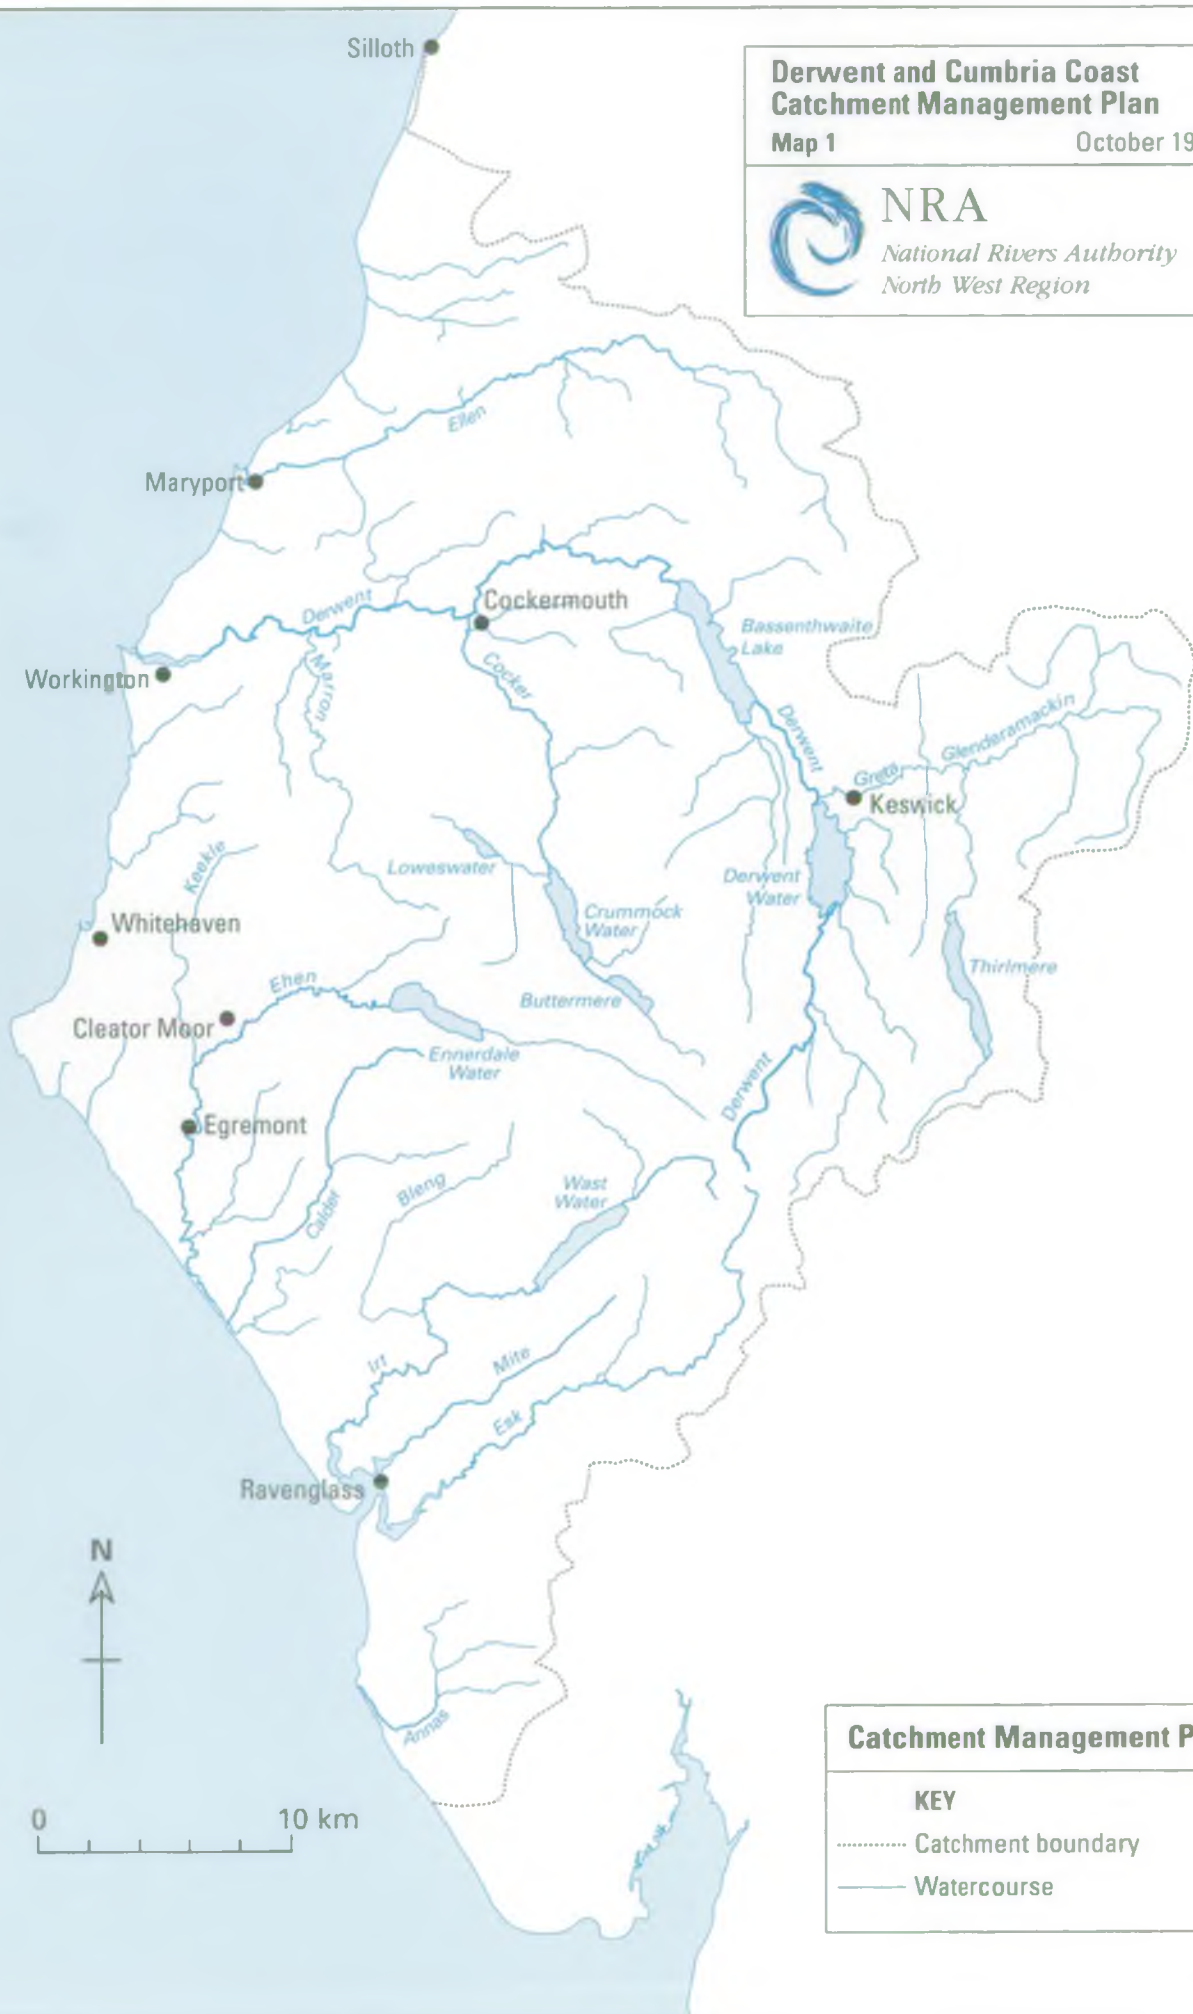 Silloth
Derwent and Cumbria Coast
Catchment Management Plan
Map 1 October 19
NRA
National Rivers Authority
North West Region
Ellen
Maryport
Derwent
Cockermouth
Bassenthwaite
Lake
Workington
Marron
Cocker
Derwent
Glenderamackin
Greta
Keswick
Keekle
Loweswater
Derwent
Water
Crummock
Water
Whitehaven
Thirlmere
Ehen
Buttermere
Cleator Moor
Ennerdale
Water
Derwent
Egremont
Wast
Water
Bleng
Calder
Irt
Mite
Esk
Ravenglass
N
Annas
Catchment Management P
0 10 km
KEY
Catchment boundary
Watercourse